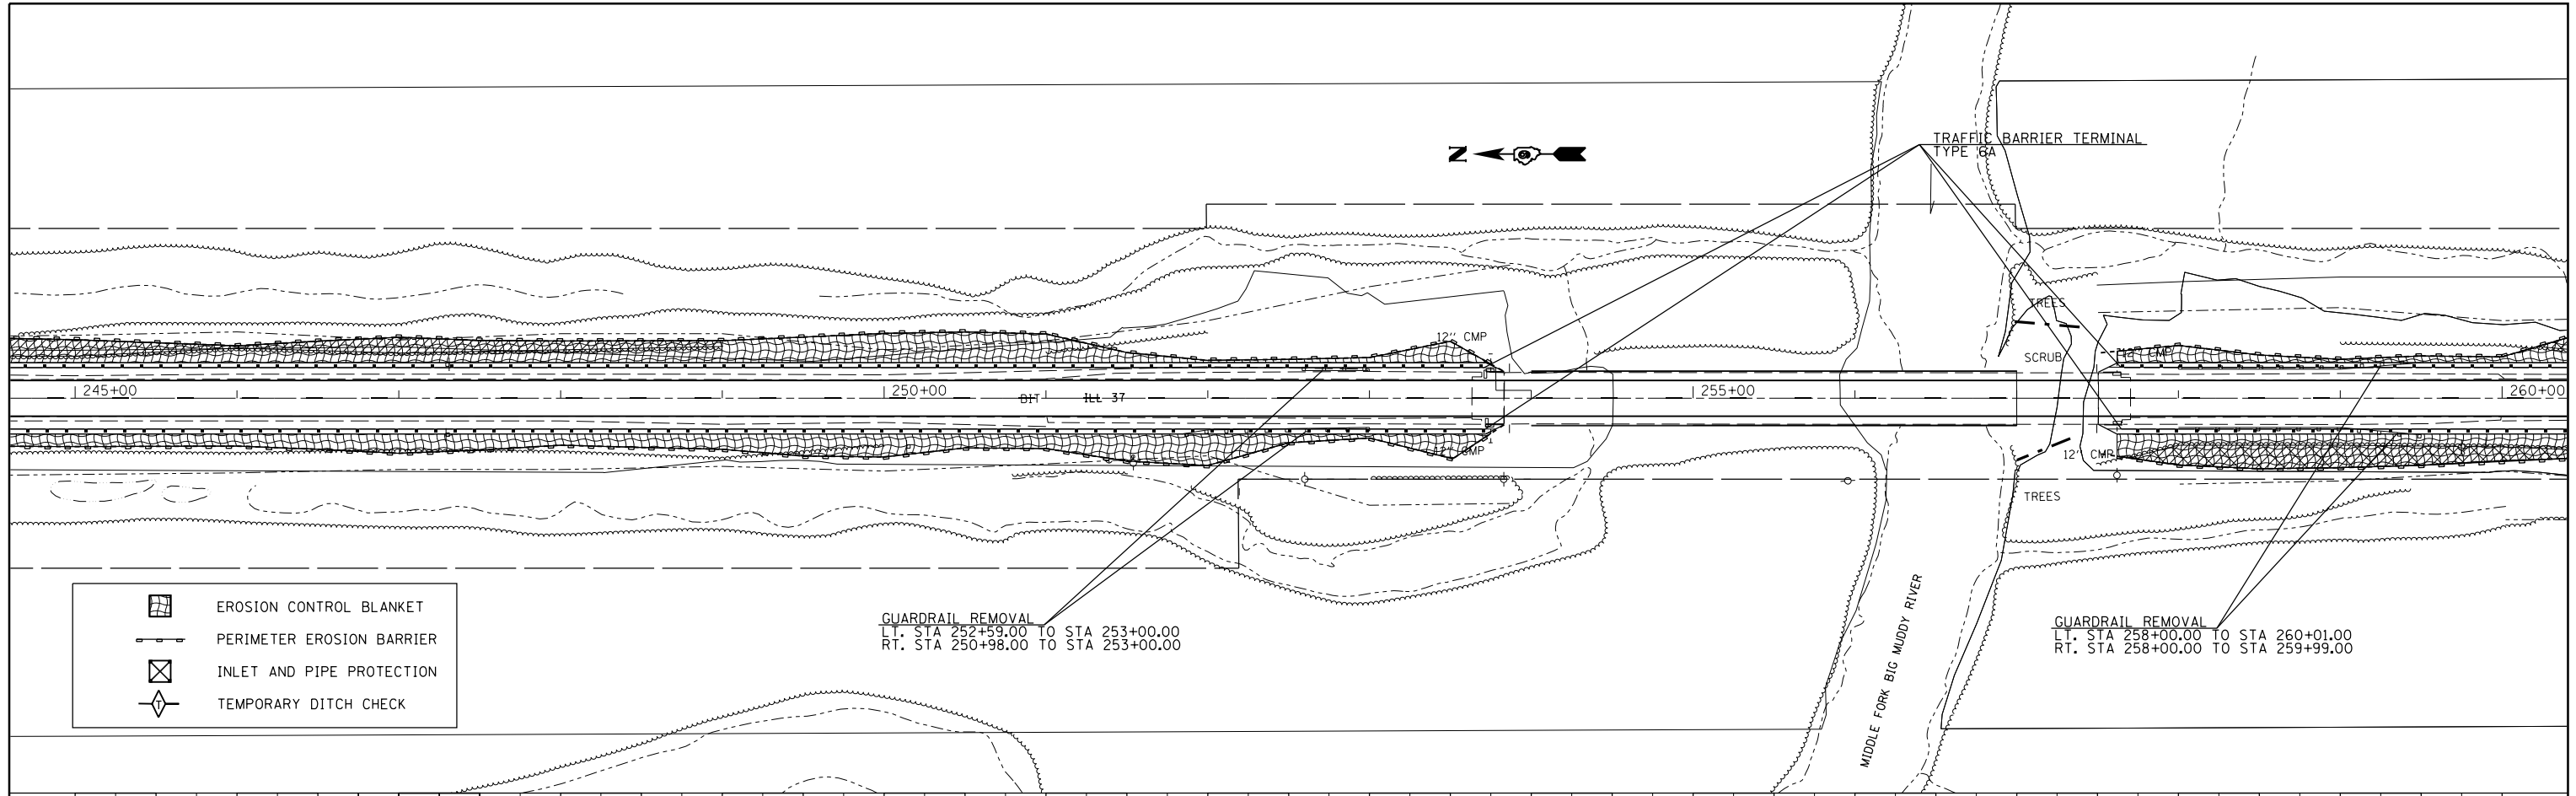 TRAFFIC BARRIER TERMINAL
TYPE 6A
N
TREES
12'' CMP
SCRUB
12'' CMP
245+00
250+00
BIT
ILL 37
255+00
260+00
12'' CMP
12'' CMP
TREES
MIDDLE FORK BIG MUDDY RIVER
EROSION CONTROL BLANKET
PERIMETER EROSION BARRIER
INLET AND PIPE PROTECTION
T
TEMPORARY DITCH CHECK
GUARDRAIL REMOVAL
LT. STA 252+59.00 TO STA 253+00.00
RT. STA 250+98.00 TO STA 253+00.00
GUARDRAIL REMOVAL
LT. STA 258+00.00 TO STA 260+01.00
RT. STA 258+00.00 TO STA 259+99.00